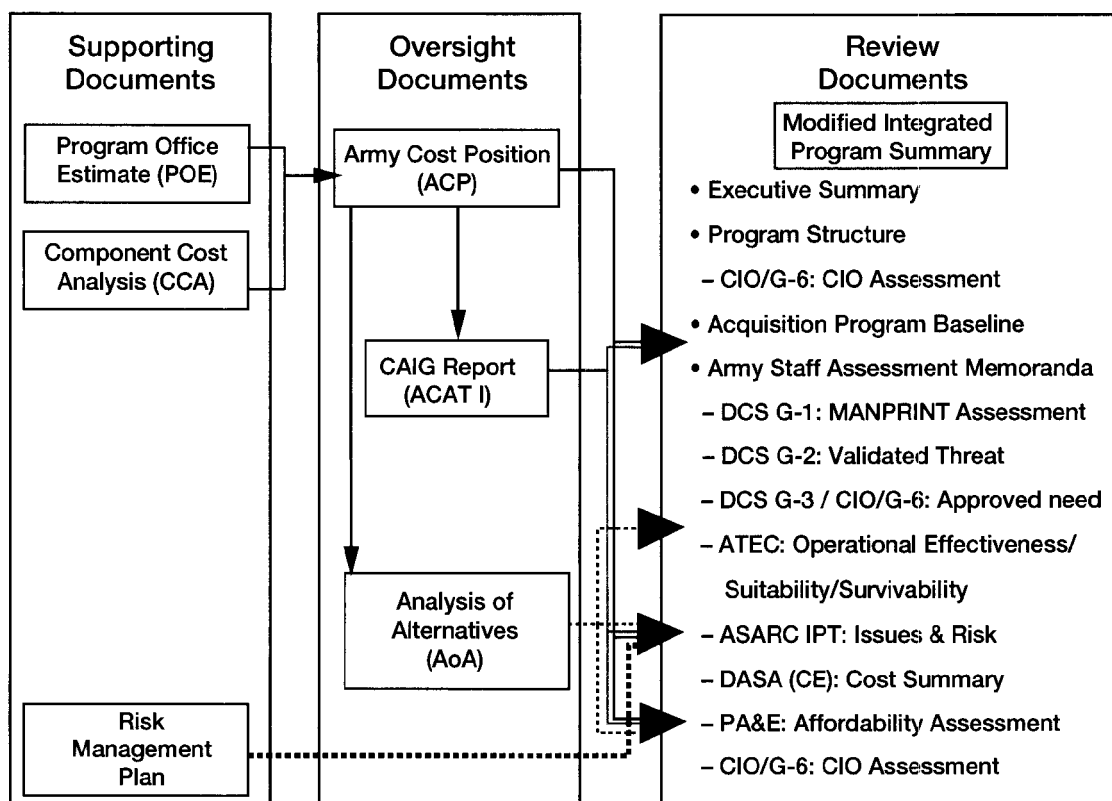 Supporting
Documents
Program Office
Estimate (POE)
Component Cost
Analysis (CCA)
Risk
Management
Plan
Oversight
Documents
Army Cost Position
(ACP)
CAIG Report
(ACAT I)
Analysis of
Alternatives
(AoA)
Review
Documents
Modified Integrated
Program Summary
• Executive Summary
• Program Structure
– CIO/G-6: CIO Assessment
• Acquisition Program Baseline
• Army Staff Assessment Memoranda
– DCS G-1: MANPRINT Assessment
– DCS G-2: Validated Threat
– DCS G-3 / CIO/G-6: Approved need
– ATEC: Operational Effectiveness/
Suitability/Survivability
– ASARC IPT: Issues & Risk
– DASA (CE): Cost Summary
– PA&E: Affordability Assessment
– CIO/G-6: CIO Assessment